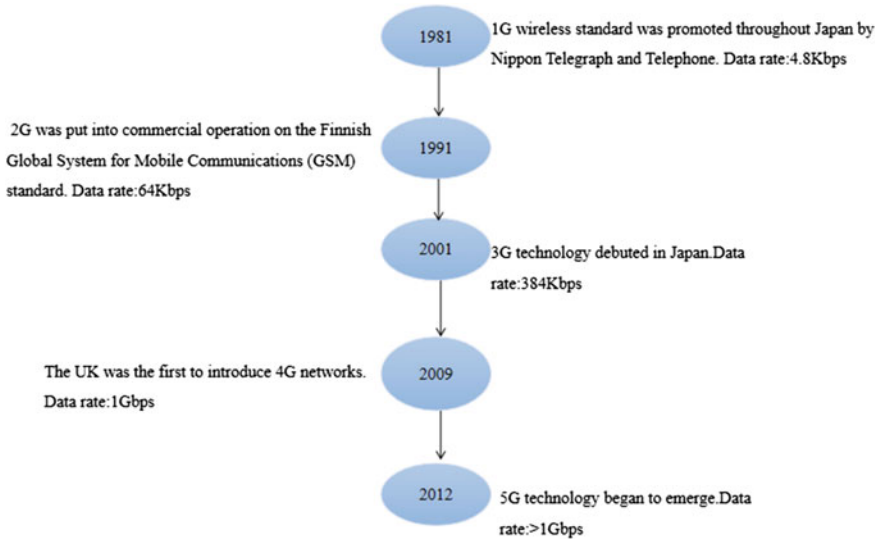 1981
1G wireless standard was promoted throughout Japan by
Nippon Telegraph and Telephone. Data rate:4.8Kbps
2G was put into commercial operation on the Finnish
Global System for Mobile Communications (GSM)
standard. Data rate:64Kbps
1991
2001
3G technology debuted in Japan.Data
rate:384Kbps
The UK was the first to introduce 4G networks.
Data rate:1Gbps
2009
2012
5G technology began to emerge.Data
rate:>1Gbps